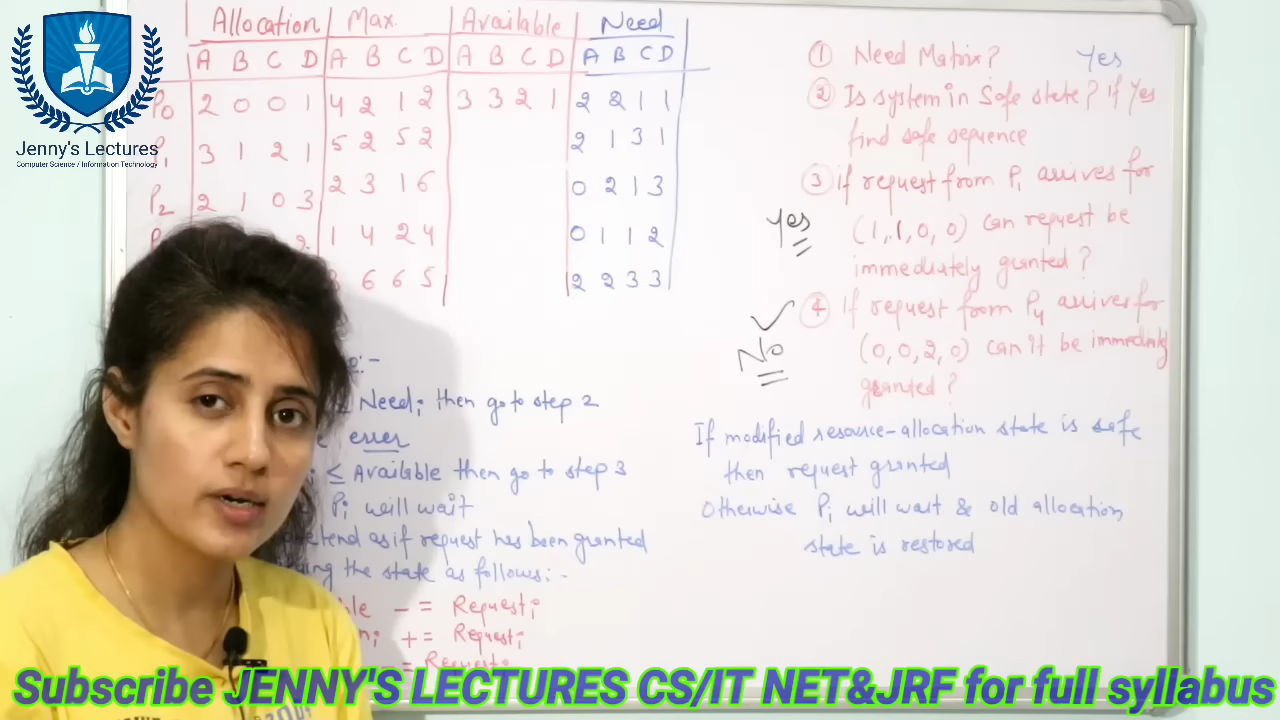 Allocation Max Available Need
A B C D A B C D A B C D A B C D
P0 2 0 0 1 4 2 1 2 3 3 2 1 2 2 1 1
P1 3 1 2 1 5 2 5 2 2 1 3 1
P2 2 1 0 3 2 3 1 6 0 2 1 3
2 1 4 2 4 0 1 1 2
6 6 5 2 2 3 3
Jenny's Lectures
Computer Science / Information Technology
① Need Matrix? Yes
② Is system in Safe state? if Yes
find safe sequence
③ if request from P1 arrives for
(1,1,0,0) can request be
immediately granted?
Yes
④ if request from P4 arrives for
(0,0,2,0) can it be immediately
granted?
No
Needi then go to step 2
error
i ≤ Available then go to step 3
Pi will wait
pretend as if request has been granted
the state as follows:-
-= Requesti
+= Requesti
= Requesti
If modified resource-allocation state is safe
then request granted
Otherwise Pi will wait & old allocation
state is restored
Subscribe JENNY'S LECTURES CS/IT NET&JRF for full syllabus